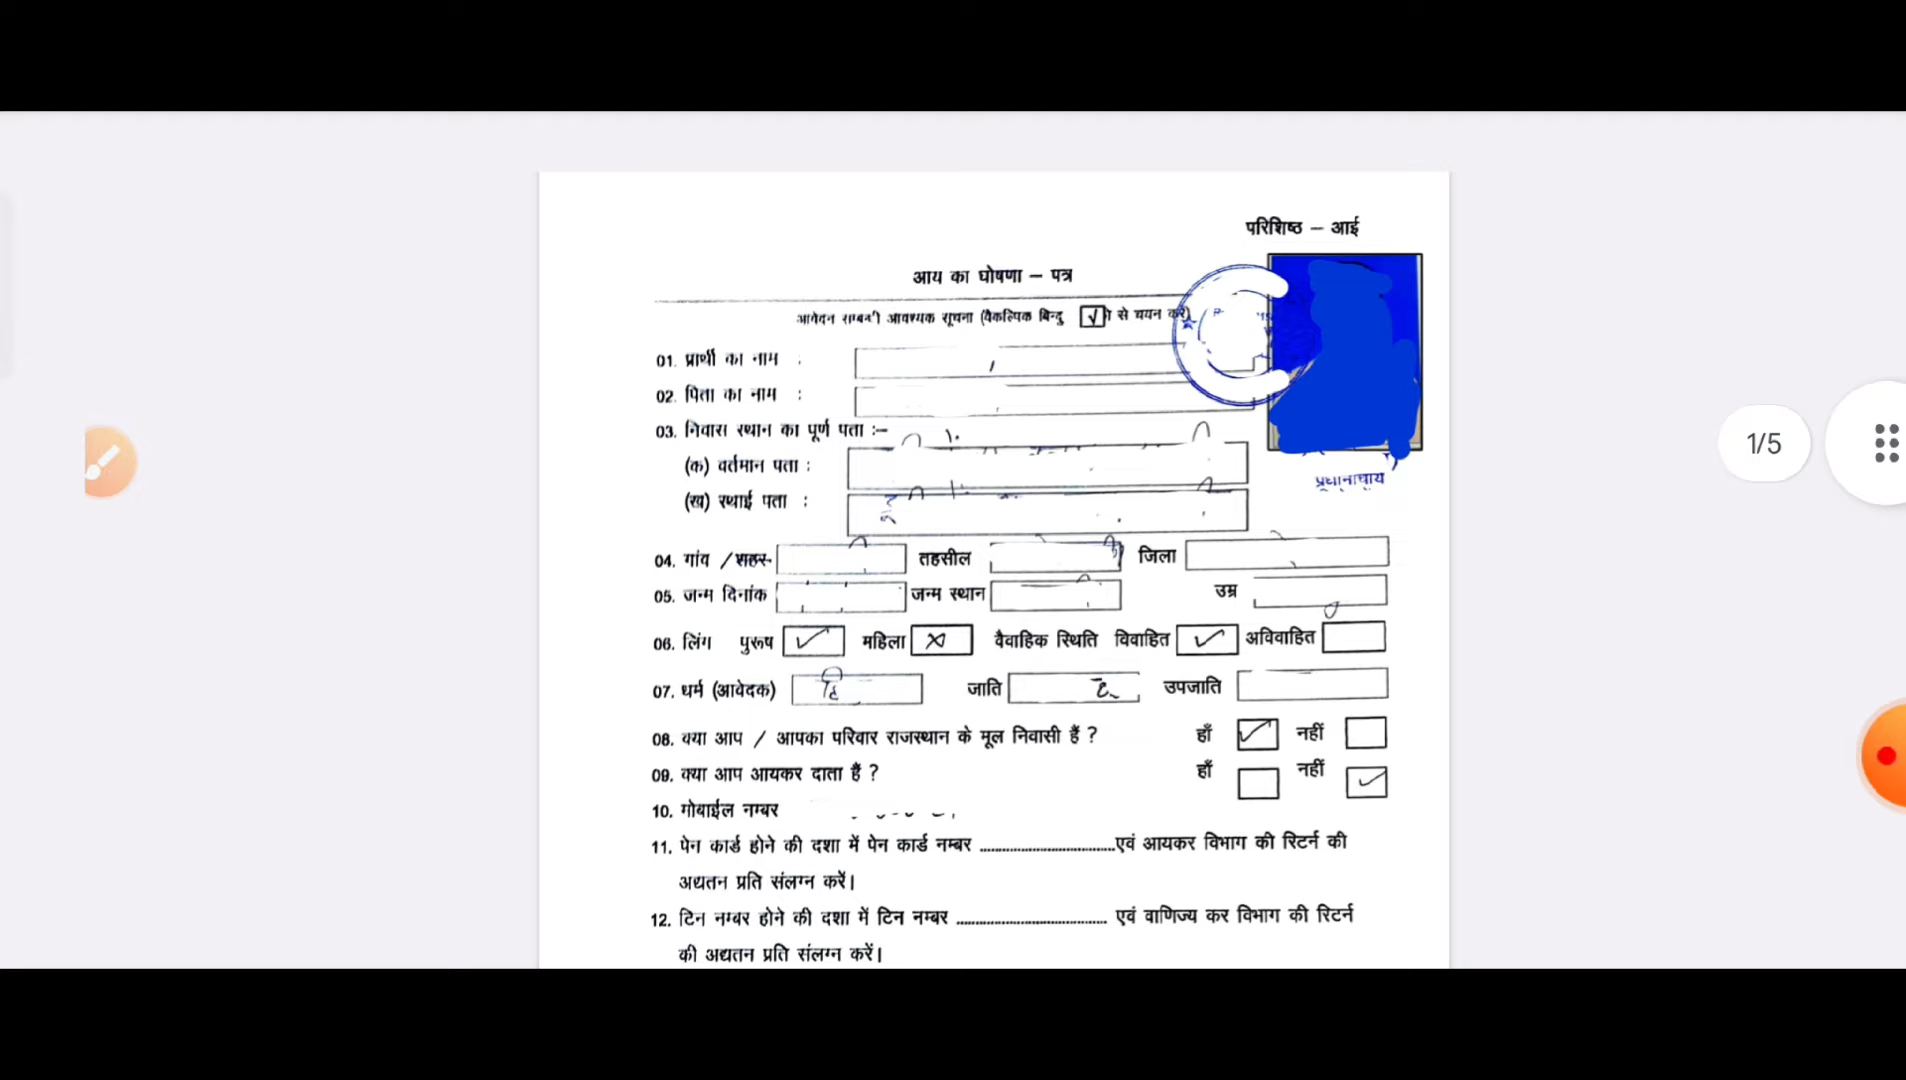 परिशिष्ठ – आई
आय का घोषणा – पत्र
आवेदन सम्बन्धी आवश्यक सूचना (वैकल्पिक बिन्दु √ से चयन करें)
01. प्रार्थी का नाम :
02. पिता का नाम :
03. निवास स्थान का पूर्ण पता :–
(क) वर्तमान पता :
प्रधानाचार्य
(ख) स्थाई पता :
04. गांव / शहर तहसील जिला
05. जन्म दिनांक जन्म स्थान उम्र
06. लिंग पुरूष ✓ महिला × वैवाहिक स्थिति विवाहित ✓ अविवाहित
07. धर्म (आवेदक) जाति उपजाति
08. क्या आप / आपका परिवार राजस्थान के मूल निवासी हैं ? हाँ ✓ नहीं
09. क्या आप आयकर दाता हैं ? हाँ नहीं ✓
10. मोबाईल नम्बर
11. पेन कार्ड होने की दशा में पेन कार्ड नम्बर ................................एवं आयकर विभाग की रिटर्न की
अद्यतन प्रति संलग्न करें।
12. टिन नम्बर होने की दशा में टिन नम्बर ................................ एवं वाणिज्य कर विभाग की रिटर्न
की अद्यतन प्रति संलग्न करें।
1/5